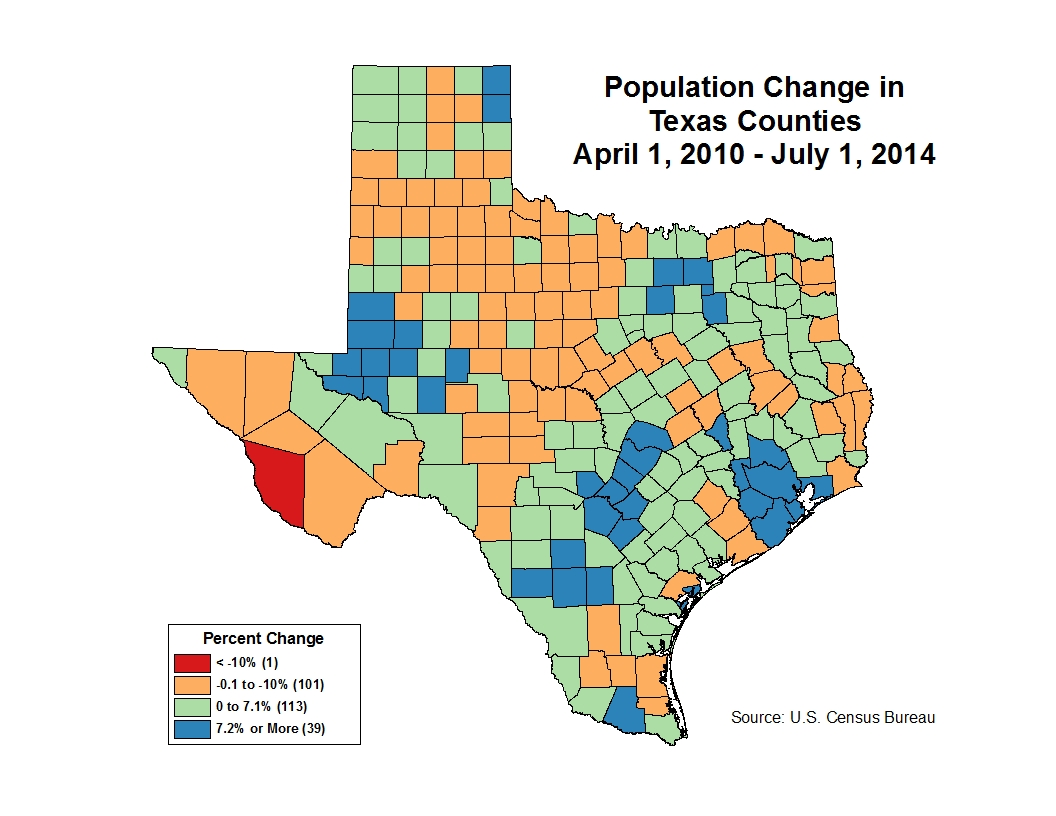 Population Change in
Texas Counties
April 1, 2010 - July 1, 2014
Percent Change
< -10% (1)
-0.1 to -10% (101)
0 to 7.1% (113)
7.2% or More (39)
Source: U.S. Census Bureau